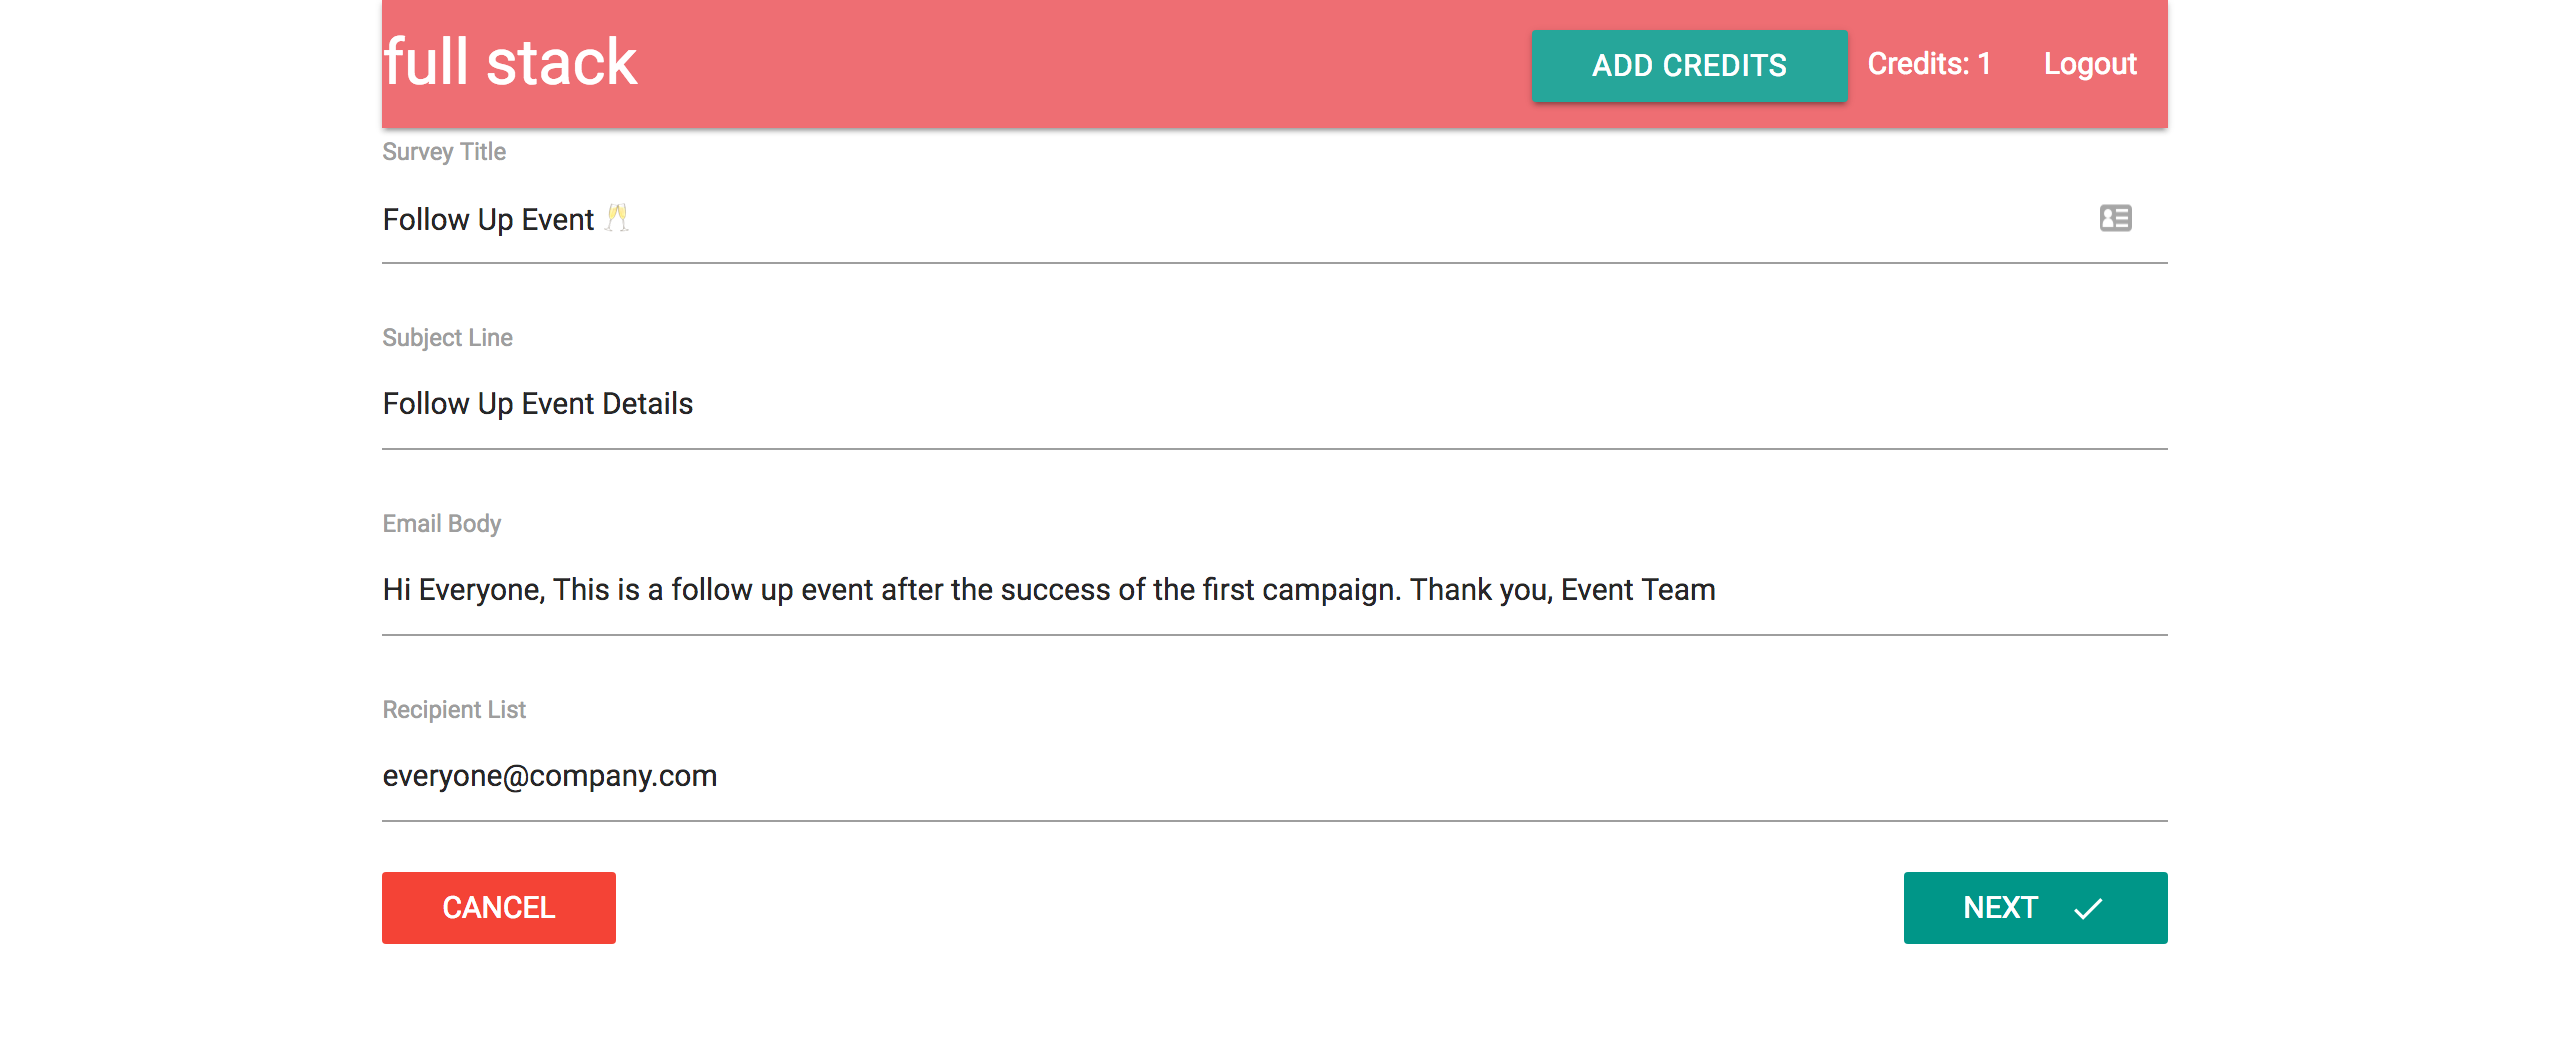 full stack
ADD CREDITS
Credits: 1
Logout
Survey Title
Follow Up Event 🥂
Subject Line
Follow Up Event Details
Email Body
Hi Everyone, This is a follow up event after the success of the first campaign. Thank you, Event Team
Recipient List
everyone@company.com
CANCEL
NEXT